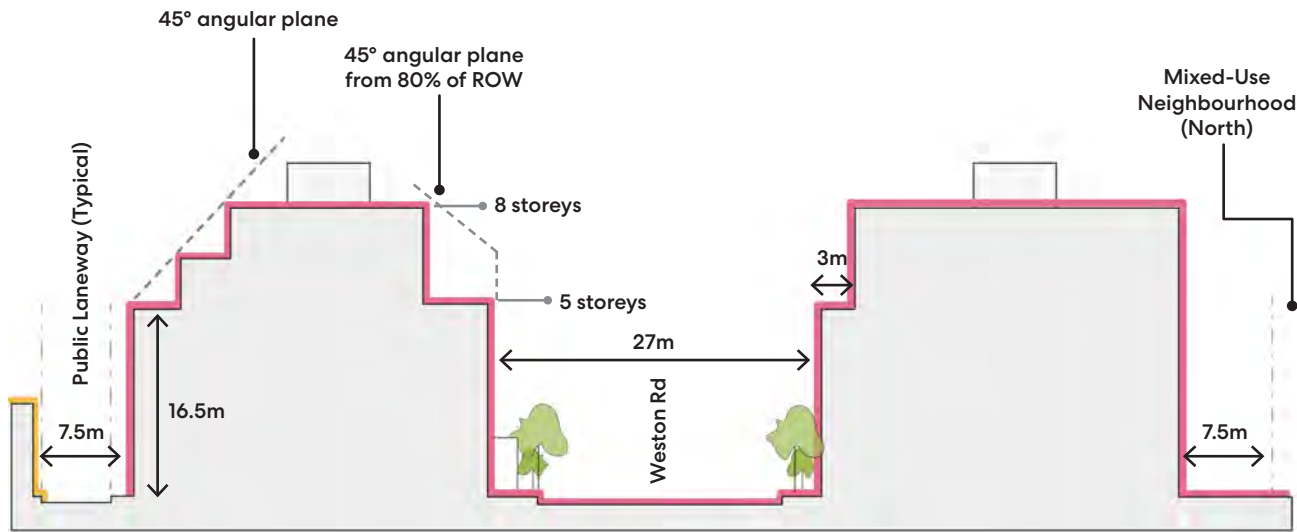 45° angular plane
45° angular plane
from 80% of ROW
Mixed-Use
Neighbourhood
(North)
Public Laneway (Typical)
8 storeys
3m
5 storeys
27m
Weston Rd
16.5m
7.5m
7.5m